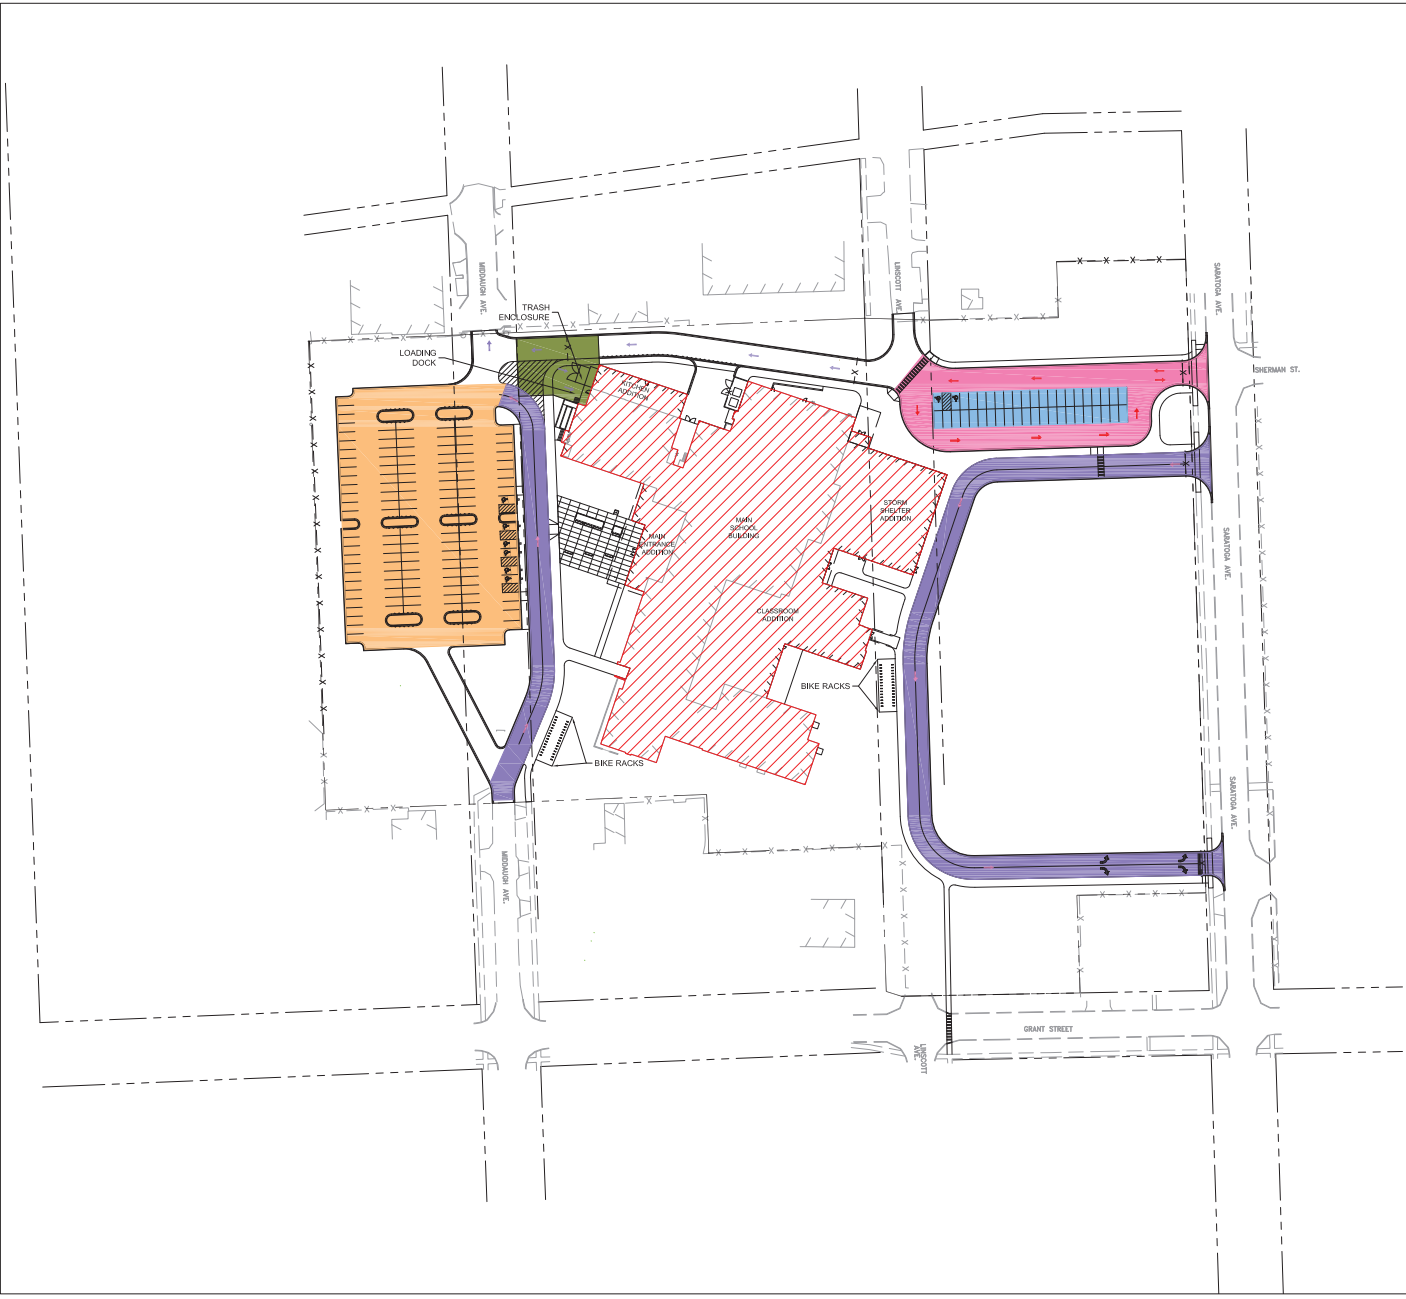 MIDDAUGH AVE.
LINSCOTT AVE.
SARATOGA AVE.
TRASH
ENCLOSURE
LOADING
DOCK
SHERMAN ST.
KITCHEN
ADDITION
STORM
SHELTER
ADDITION
MAIN
SCHOOL
BUILDING
MAIN
ENTRANCE
ADDITION
SARATOGA AVE.
CLASSROOM
ADDITION
BIKE RACKS
BIKE RACKS
SARATOGA AVE.
MIDDAUGH AVE.
GRANT STREET
LINSCOTT
AVE.